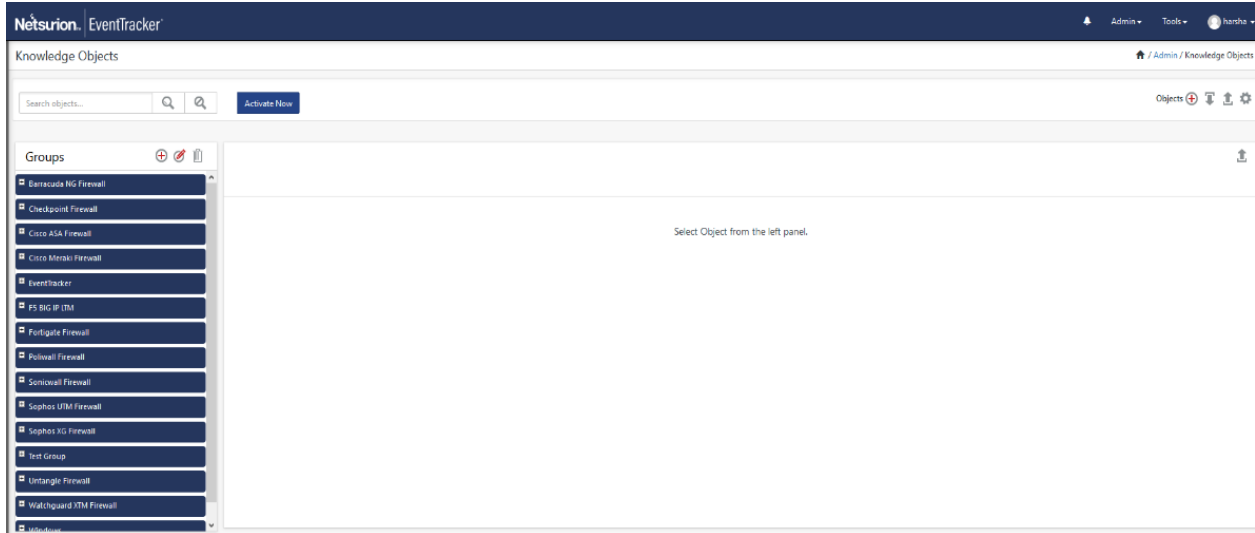 Netsurion. EventTracker
Admin Tools harsha
Knowledge Objects
/ Admin / Knowledge Objects
Search objects...
Activate Now
Objects
Groups
Barracuda NG Firewall
Checkpoint Firewall
Cisco ASA Firewall
Cisco Meraki Firewall
EventTracker
F5 BIG IP LTM
Fortigate Firewall
Poliwall Firewall
Sonicwall Firewall
Sophos UTM Firewall
Sophos XG Firewall
Test Group
Untangle Firewall
Watchguard XTM Firewall
Windows
Select Object from the left panel.